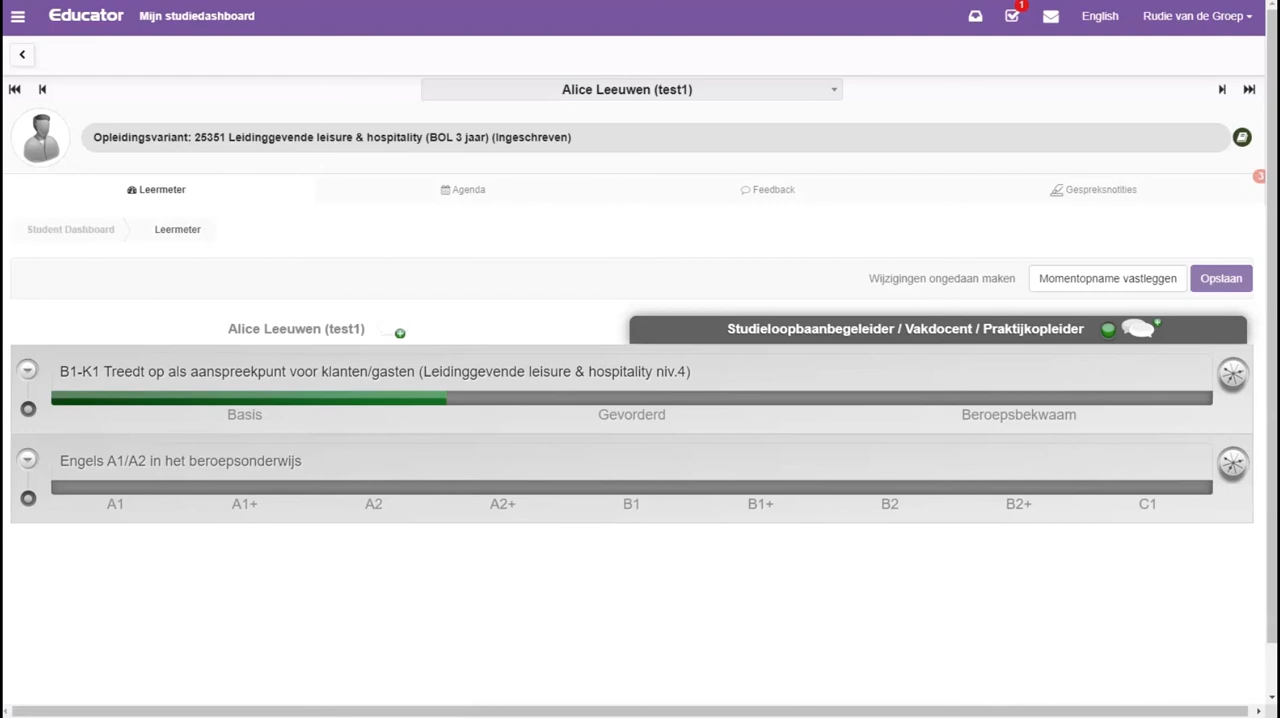 Educator Mijn studiedashboard 1 English Rudie van de Groep
Alice Leeuwen (test1)
Opleidingsvariant: 25351 Leidinggevende leisure & hospitality (BOL 3 jaar) (Ingeschreven)
Leermeter Agenda Feedback Gespreksnotities 3
Student Dashboard Leermeter
Wijzigingen ongedaan maken Momentopname vastleggen Opslaan
Alice Leeuwen (test1) Studieloopbaanbegeleider / Vakdocent / Praktijkopleider
B1-K1 Treedt op als aanspreekpunt voor klanten/gasten (Leidinggevende leisure & hospitality niv.4)
Basis Gevorderd Beroepsbekwaam
Engels A1/A2 in het beroepsonderwijs
A1 A1+ A2 A2+ B1 B1+ B2 B2+ C1